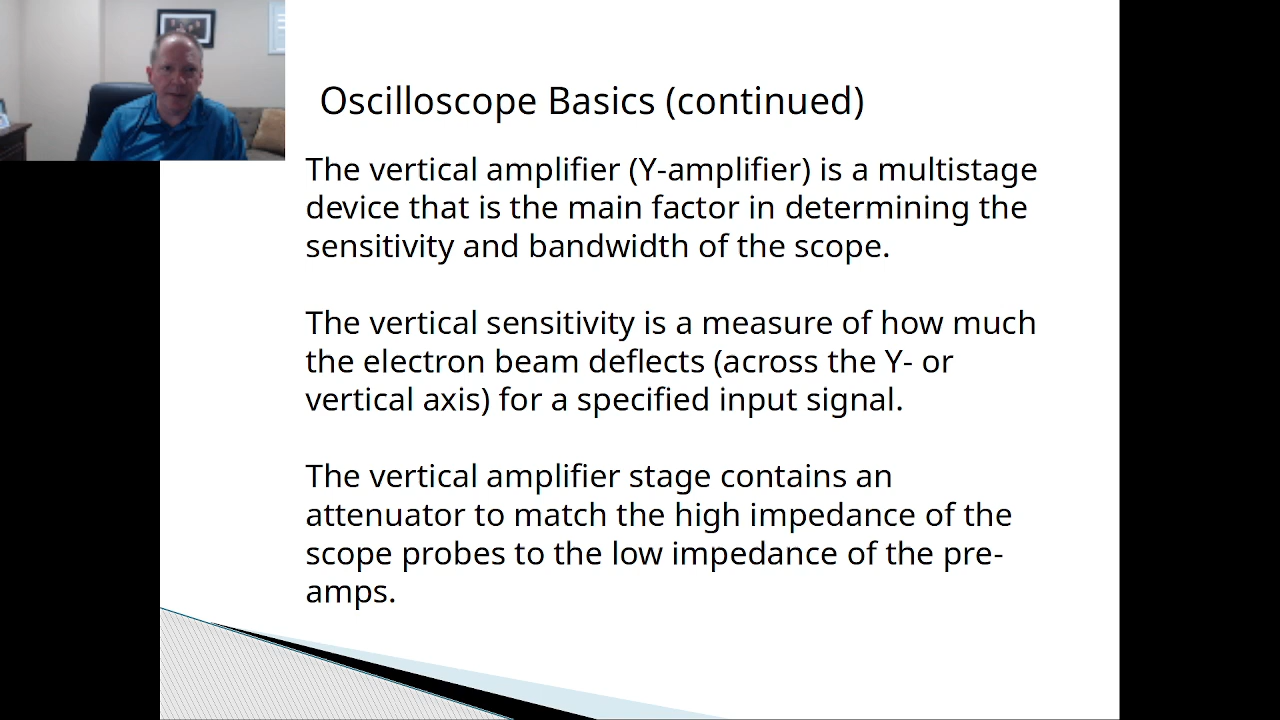 Oscilloscope Basics (continued)
The vertical amplifier (Y-amplifier) is a multistage
device that is the main factor in determining the
sensitivity and bandwidth of the scope.
The vertical sensitivity is a measure of how much
the electron beam deflects (across the Y- or
vertical axis) for a specified input signal.
The vertical amplifier stage contains an
attenuator to match the high impedance of the
scope probes to the low impedance of the pre-
amps.